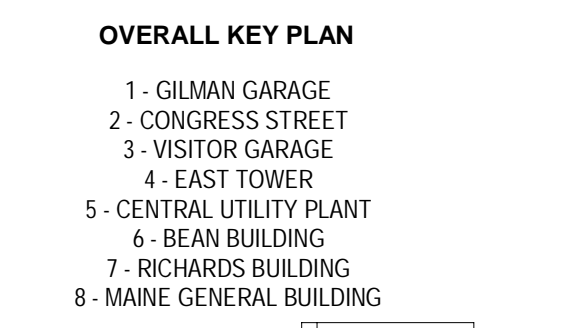 OVERALL KEY PLAN
1 - GILMAN GARAGE
2 - CONGRESS STREET
3 - VISITOR GARAGE
4 - EAST TOWER
5 - CENTRAL UTILITY PLANT
6 - BEAN BUILDING
7 - RICHARDS BUILDING
8 - MAINE GENERAL BUILDING